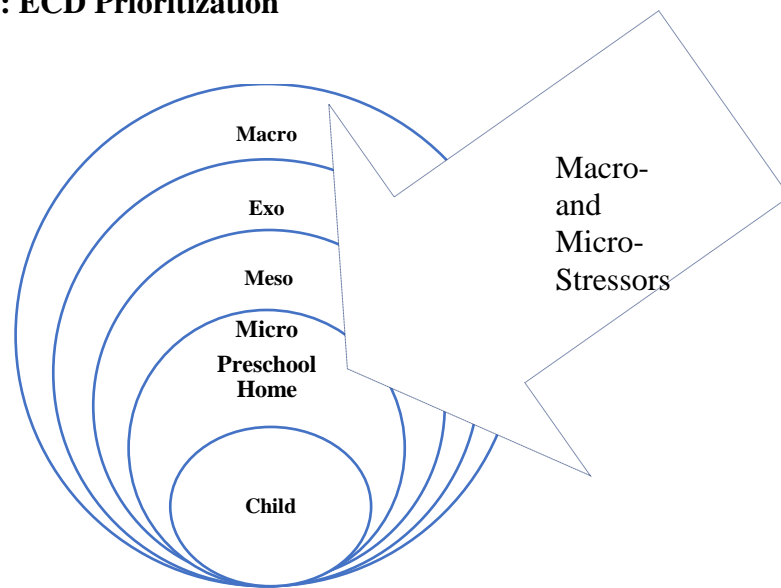 : ECD Prioritization
Macro
Exo
Meso
Micro
Preschool
Home
Child
Macro-
and
Micro-
Stressors